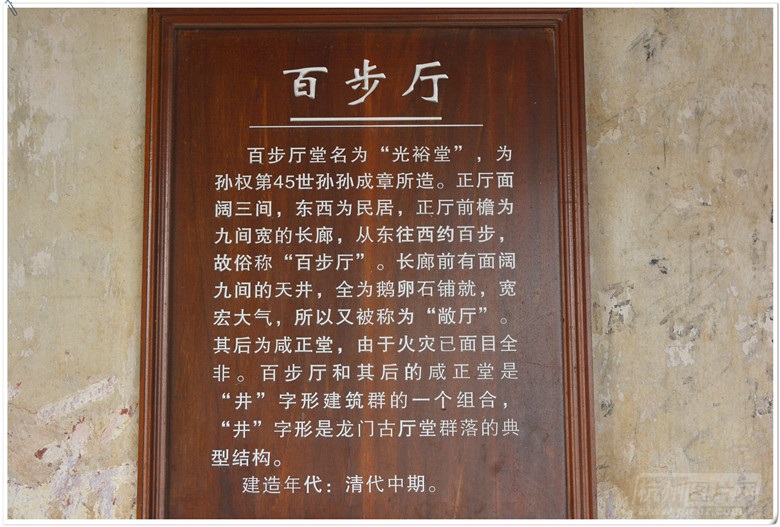 百步厅
百步厅堂名为“光裕堂”，为
孙权第45世孙孙成章所造。正厅面
阔三间，东西为民居，正厅前檐为
九间宽的长廊，从东往西约百步，
故俗称“百步厅”。长廊前有面阔
九间的天井，全为鹅卵石铺就，宽
宏大气，所以又被称为“敞厅”。
其后为咸正堂，由于火灾已面目全
非。百步厅和其后的咸正堂是
“井”字形建筑群的一个组合，
“井”字形是龙门古厅堂群落的典
型结构。
建造年代：清代中期。